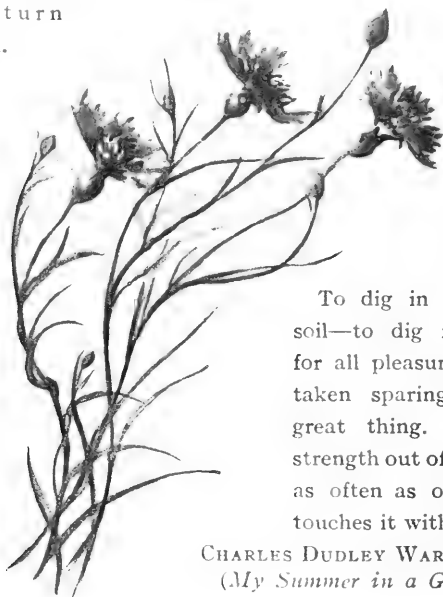 turn
.
To dig in
soil—to dig
for all pleasur
taken sparing
great thing.
strength out of
as often as o
touches it with
CHARLES DUDLEY WAR
(My Summer in a G